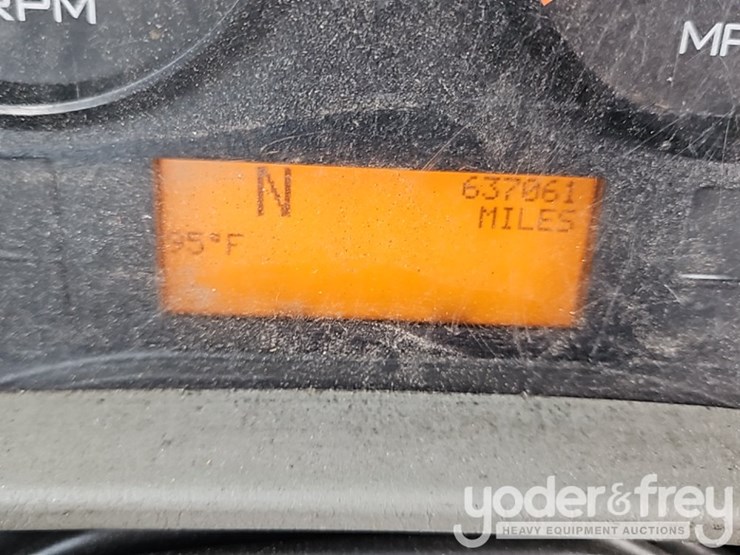 RPM
MP
N
637061
MILES
95°F
yoder&frey
HEAVY EQUIPMENT AUCTIONS